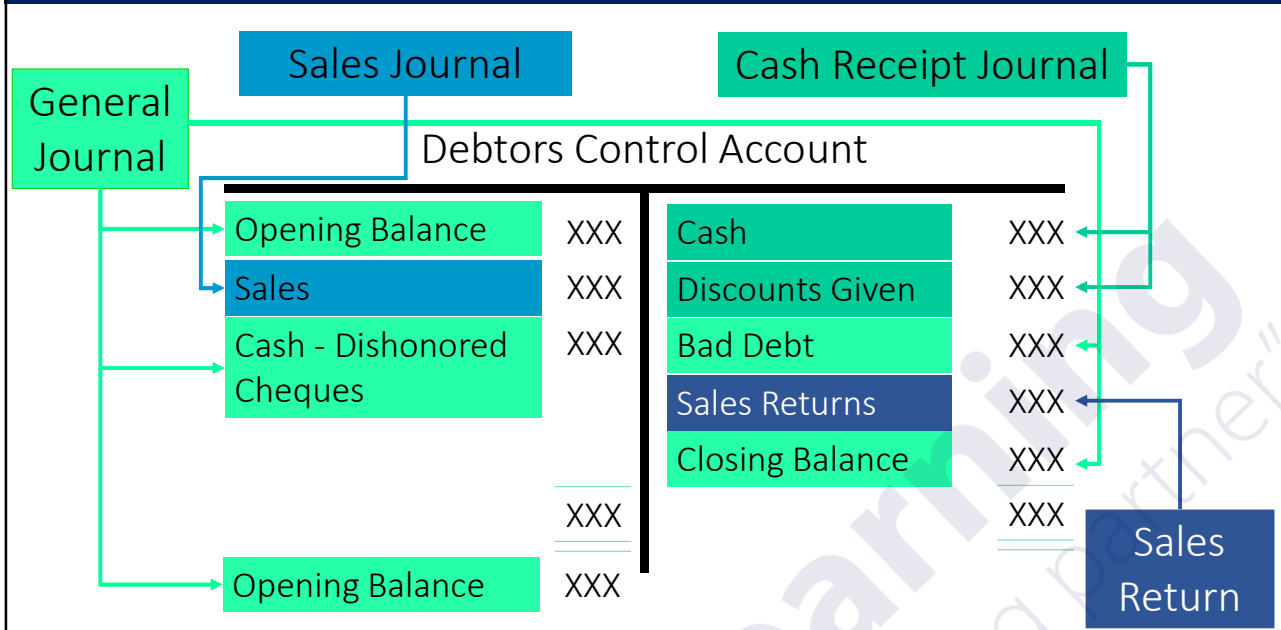 Sales Journal
Cash Receipt Journal
General
Journal
Debtors Control Account
Opening Balance XXX
Cash XXX
Sales XXX
Discounts Given XXX
Cash - Dishonored XXX
Cheques
Bad Debt XXX
Sales Returns XXX
Closing Balance XXX
XXX
XXX
Opening Balance XXX
Sales
Return